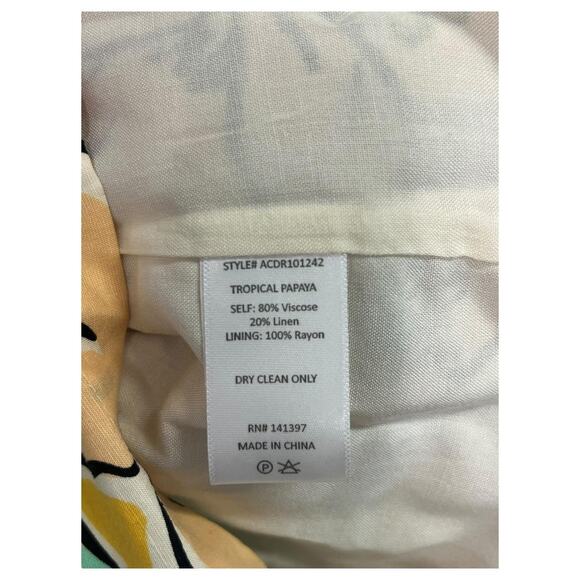 STYLE# ACDR101242
TROPICAL PAPAYA
SELF: 80% Viscose
20% Linen
LINING: 100% Rayon
DRY CLEAN ONLY
RN# 141397
MADE IN CHINA
P